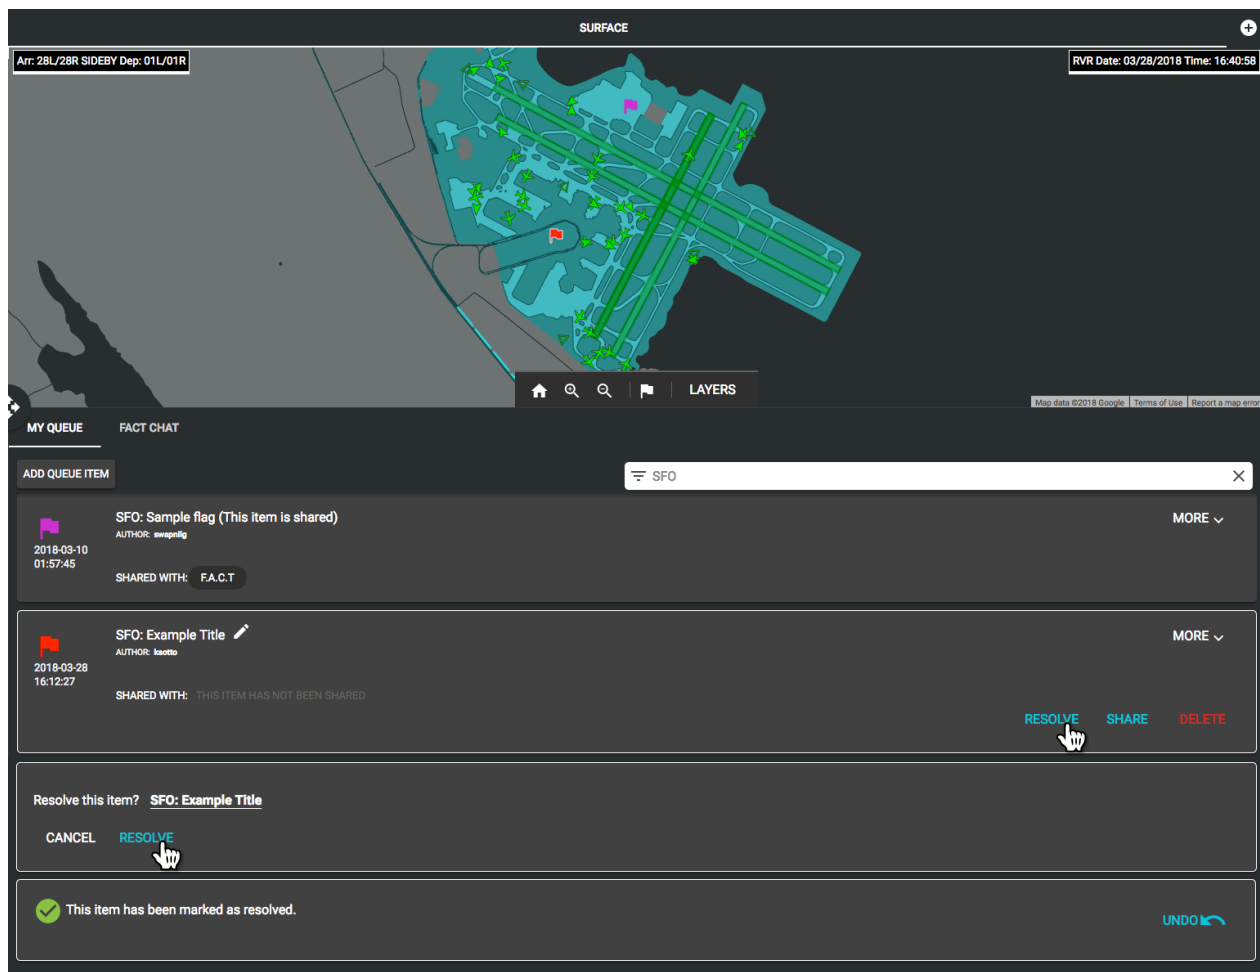 SURFACE
Arr: 28L/28R SIDEBY Dep: 01L/01R
RVR Date: 03/28/2018 Time: 16:40:58
LAYERS
Map data ©2018 Google Terms of Use Report a map error
MY QUEUE FACT CHAT
ADD QUEUE ITEM
SFO
SFO: Sample flag (This item is shared)
MORE
AUTHOR: swapnilg
2018-03-10
01:57:45
SHARED WITH: F.A.C.T
SFO: Example Title
MORE
AUTHOR: ksotto
2018-03-28
16:12:27
SHARED WITH: THIS ITEM HAS NOT BEEN SHARED
RESOLVE SHARE DELETE
Resolve this item? SFO: Example Title
CANCEL RESOLVE
This item has been marked as resolved.
UNDO